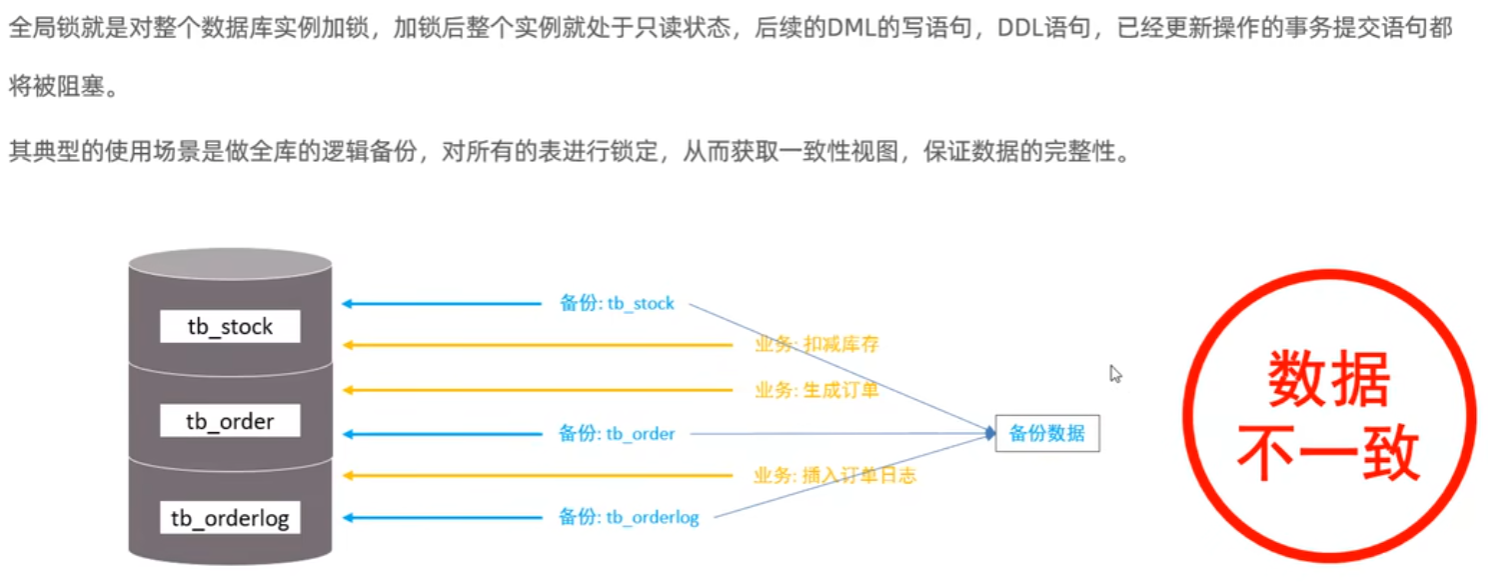 全局锁就是对整个数据库实例加锁，加锁后整个实例就处于只读状态，后续的DML的写语句，DDL语句，已经更新操作的事务提交语句都
将被阻塞。
其典型的使用场景是做全库的逻辑备份，对所有的表进行锁定，从而获取一致性视图，保证数据的完整性。
备份: tb_stock
tb_stock
业务: 扣减库存
业务: 生成订单
tb_order
备份: tb_order
备份数据
业务: 插入订单日志
tb_orderlog
备份: tb_orderlog
数据
不一致